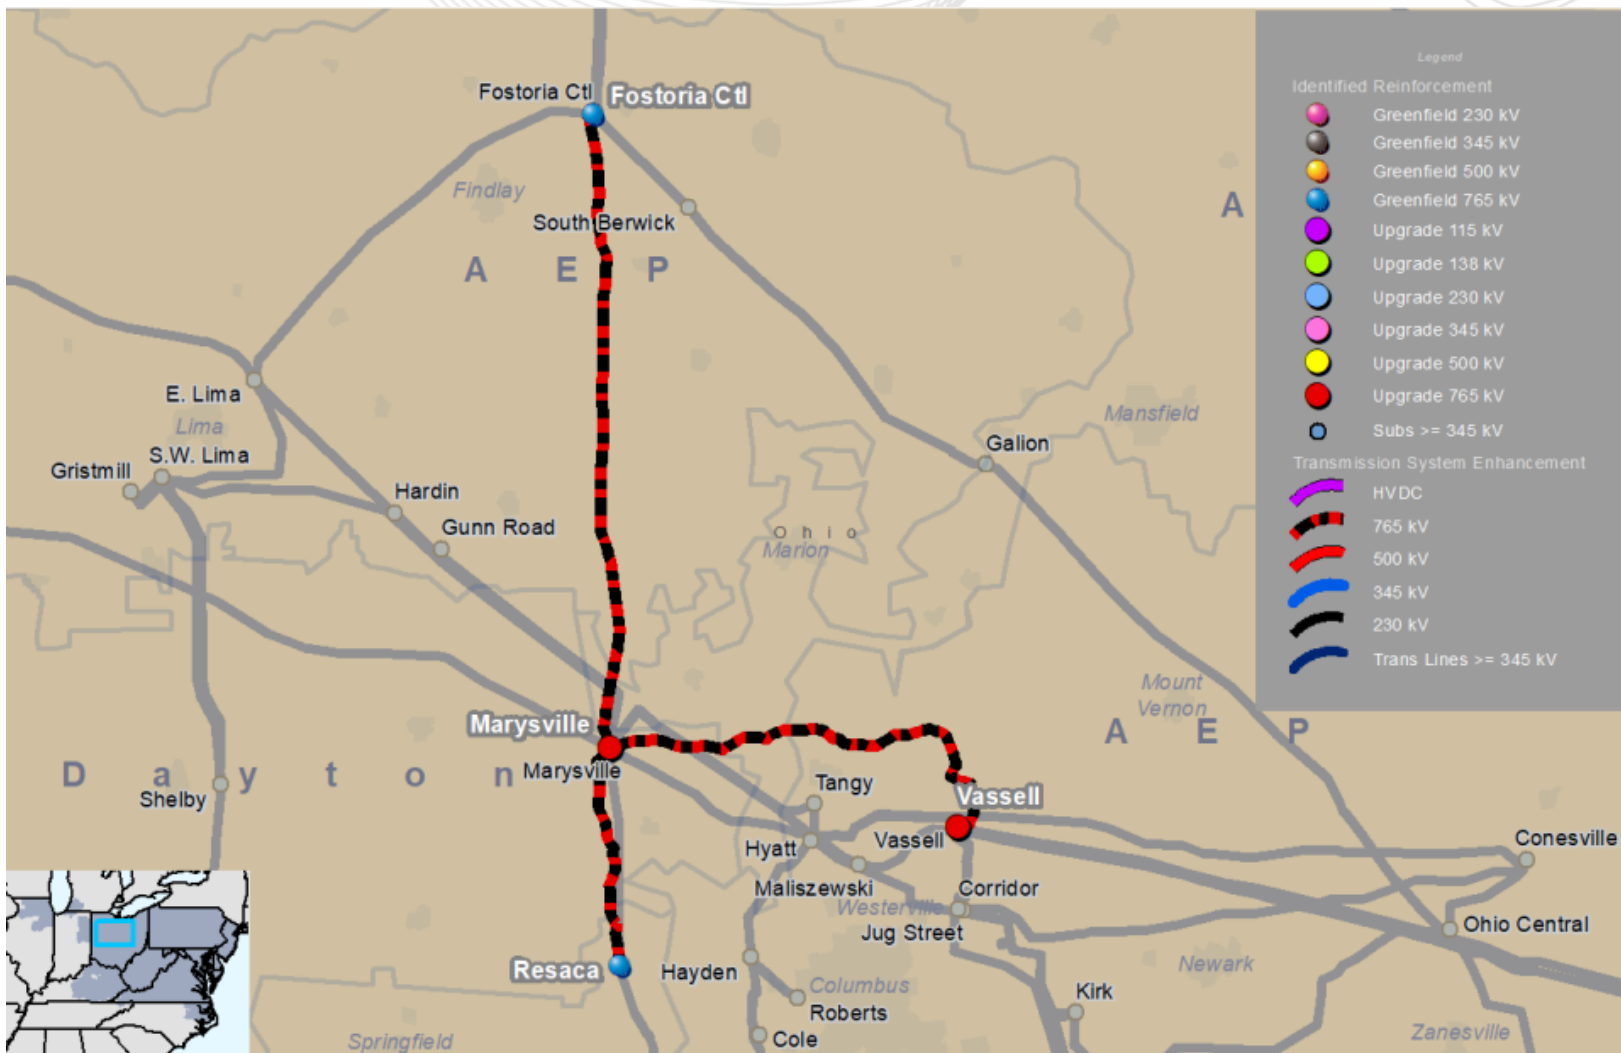 Fostoria Ctl
Fostoria Ctl
Findlay
South Berwick
A E P
A
E. Lima
Lima
S.W. Lima
Gristmill
Hardin
Gunn Road
Mansfield
Galion
Ohio
Marion
Mount
Vernon
A E P
Marysville
Marysville
Dayton
Shelby
Tangy
Vassell
Vassell
Hyatt
Maliszewski
Corridor
Westerville
Jug Street
Conesville
Ohio Central
Resaca
Hayden
Columbus
Roberts
Cole
Newark
Kirk
Zanesville
Springfield
Legend
Identified Reinforcement
Greenfield 230 kV
Greenfield 345 kV
Greenfield 500 kV
Greenfield 765 kV
Upgrade 115 kV
Upgrade 138 kV
Upgrade 230 kV
Upgrade 345 kV
Upgrade 500 kV
Upgrade 765 kV
Subs >= 345 kV
Transmission System Enhancement
HVDC
765 kV
500 kV
345 kV
230 kV
Trans Lines >= 345 kV